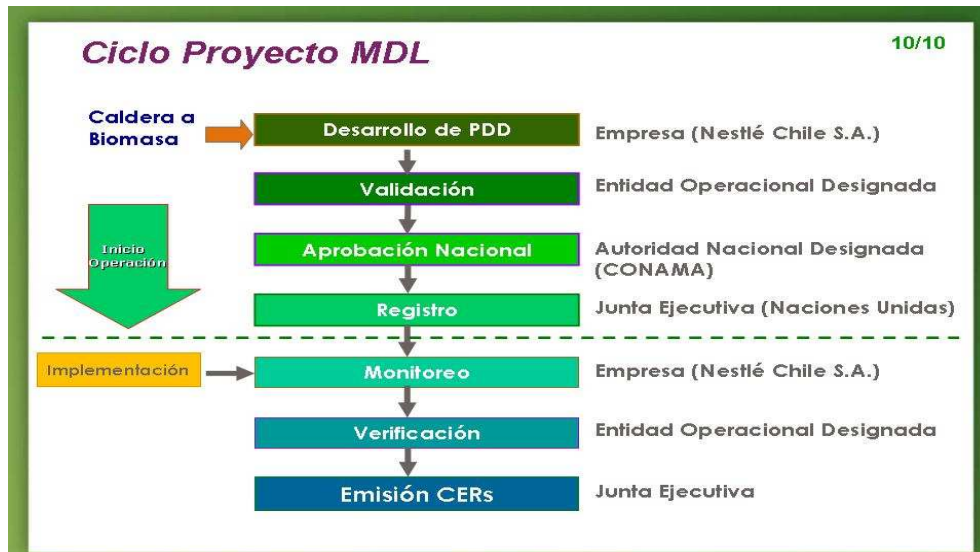 Ciclo Proyecto MDL
10/10
Caldera a
Biomasa
Desarrollo de PDD
Empresa (Nestlé Chile S.A.)
Validación
Entidad Operacional Designada
Inicio
Operación
Aprobación Nacional
Autoridad Nacional Designada
(CONAMA)
Registro
Junta Ejecutiva (Naciones Unidas)
Implementación
Monitoreo
Empresa (Nestlé Chile S.A.)
Verificación
Entidad Operacional Designada
Emisión CERs
Junta Ejecutiva